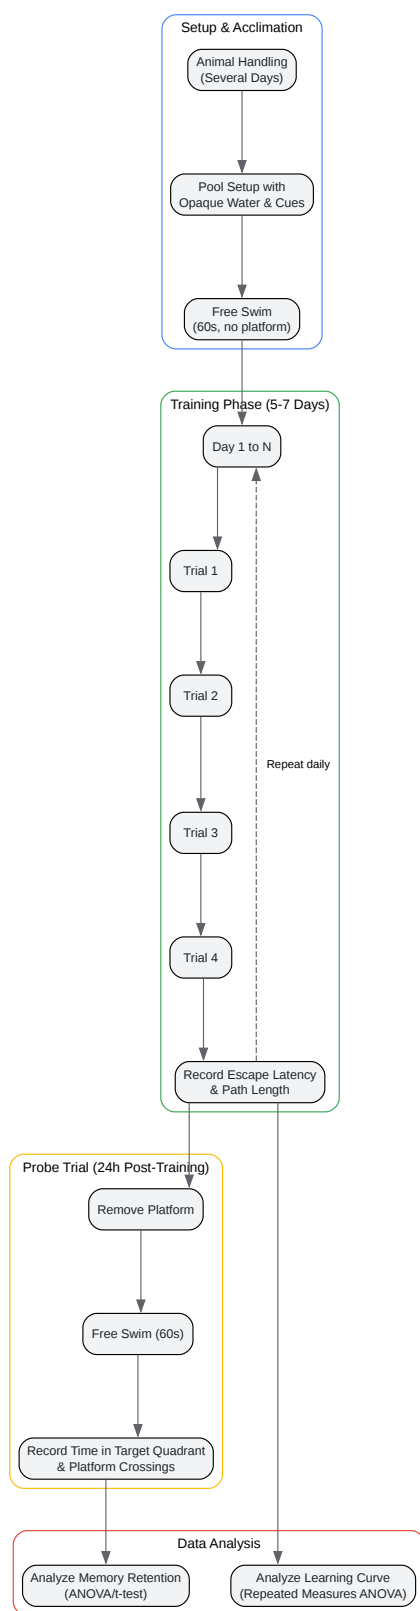 Setup & Acclimation
Animal Handling
(Several Days)
Pool Setup with
Opaque Water & Cues
Free Swim
(60s, no platform)
Training Phase (5-7 Days)
Day 1 to N
Trial 1
Trial 2
Repeat daily
Trial 3
Trial 4
Record Escape Latency
& Path Length
Probe Trial (24h Post-Training)
Remove Platform
Free Swim (60s)
Record Time in Target Quadrant
& Platform Crossings
Data Analysis
Analyze Memory Retention
(ANOVA/t-test)
Analyze Learning Curve
(Repeated Measures ANOVA)